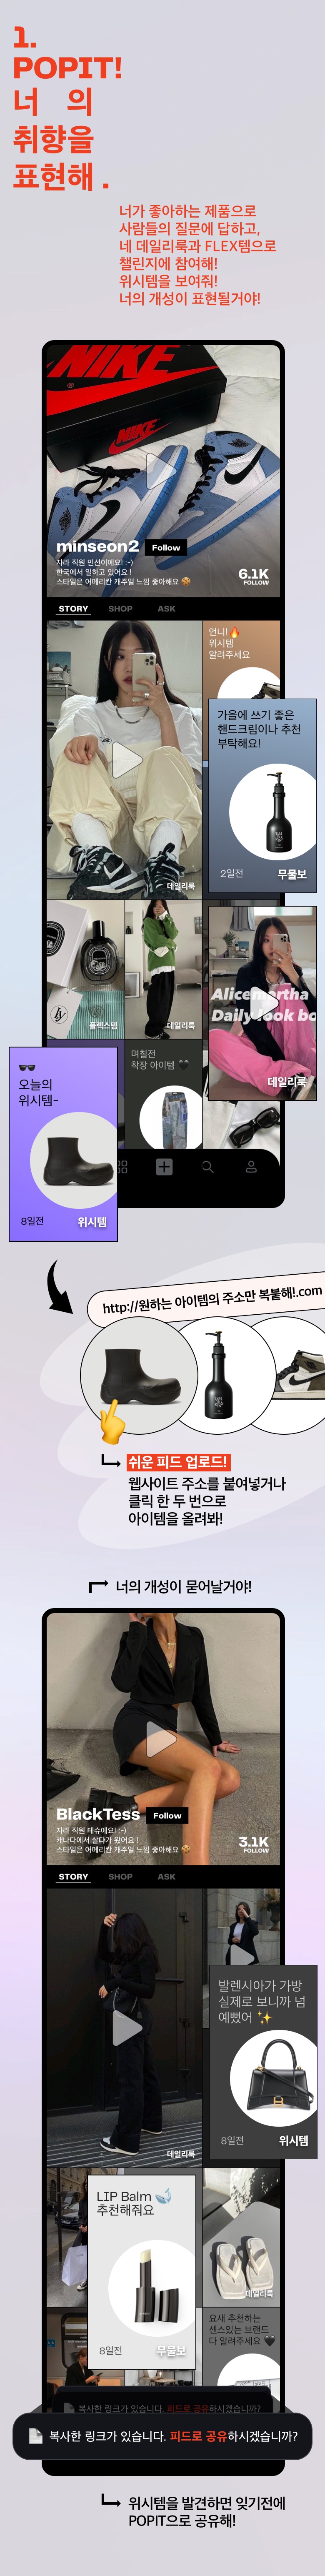 1.
POPIT!
너 의
취향을
표현해 .
너가 좋아하는 제품으로
사람들의 질문에 답하고,
네 데일리룩과 FLEX템으로
챌린지에 참여해!
위시템을 보여줘!
너의 개성이 표현될거야!
NIKE
NIKE
minseon2 Follow
자라 직원 민선이에요! :-)
한국에서 일하고 있어요 !
스타일은 어메리칸 캐주얼 느낌 좋아해요
6.1K
FOLLOW
STORY SHOP ASK
언니!🔥
위시템
알려주세요
데일리룩
가을에 쓰기 좋은
핸드크림이나 추천
부탁해요!
2일전 무물보
플렉스템
데일리룩
Alice martha
Daily look bo
데일리룩
며칠전
착장 아이템 🖤
🕶️
오늘의
위시템-
8일전 위시템
http://원하는 아이템의 주소만 복붙해!.com
쉬운 피드 업로드!
웹사이트 주소를 붙여넣거나
클릭 한 두 번으로
아이템을 올려봐!
너의 개성이 묻어날거야!
BlackTess Follow
자라 직원 테슈에요! :-)
캐나다에서 살다가 왔어요 !
스타일은 어메리칸 캐주얼 느낌 좋아해요
3.1K
FOLLOW
STORY SHOP ASK
데일리룩
발렌시아가 가방
실제로 보니까 넘
예뻤어 ✨
8일전 위시템
LIP Balm
추천해줘요
8일전 무물보
데일리룩
요새 추천하는
센스있는 브랜드
다 알려주세요 🖤
복사한 링크가 있습니다. 피드로 공유하시겠습니까?
복사한 링크가 있습니다. 피드로 공유하시겠습니까?
위시템을 발견하면 잊기전에
POPIT으로 공유해!